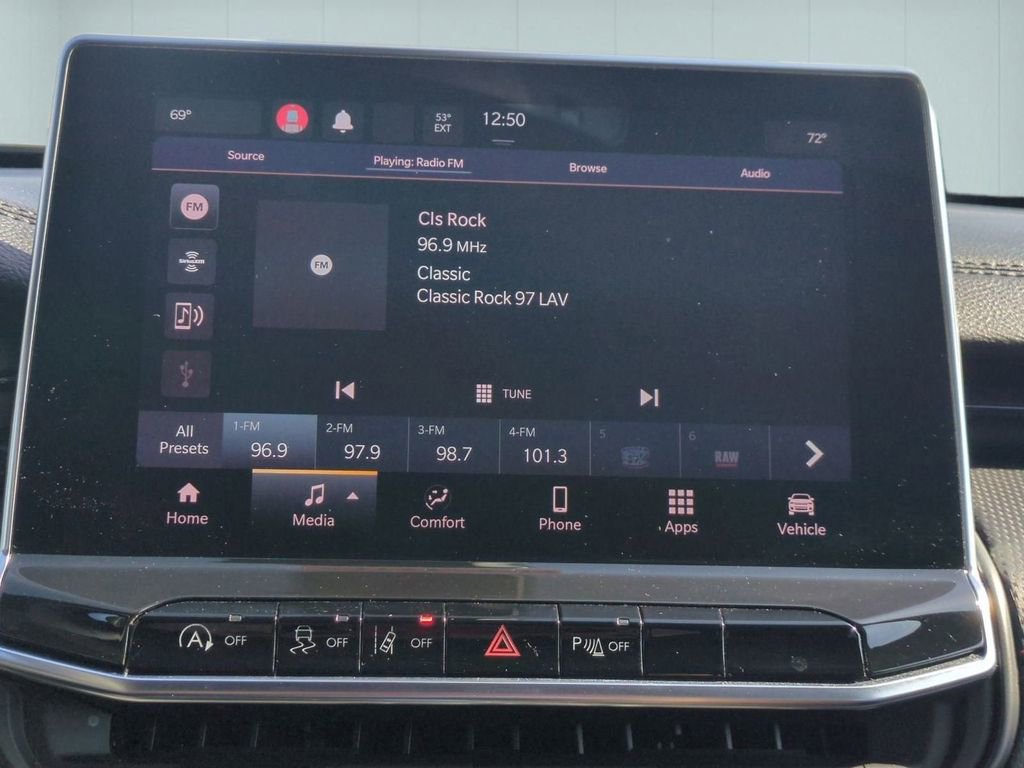 69°
53°
EXT
12:50
72°
Source
Playing: Radio FM
Browse
Audio
FM
SiriusXM
FM
Cls Rock
96.9 MHz
Classic
Classic Rock 97 LAV
TUNE
All
Presets
1-FM
96.9
2-FM
97.9
3-FM
98.7
4-FM
101.3
5
6
RAW
Home
Media
Comfort
Phone
Apps
Vehicle
A OFF
OFF
OFF
P OFF